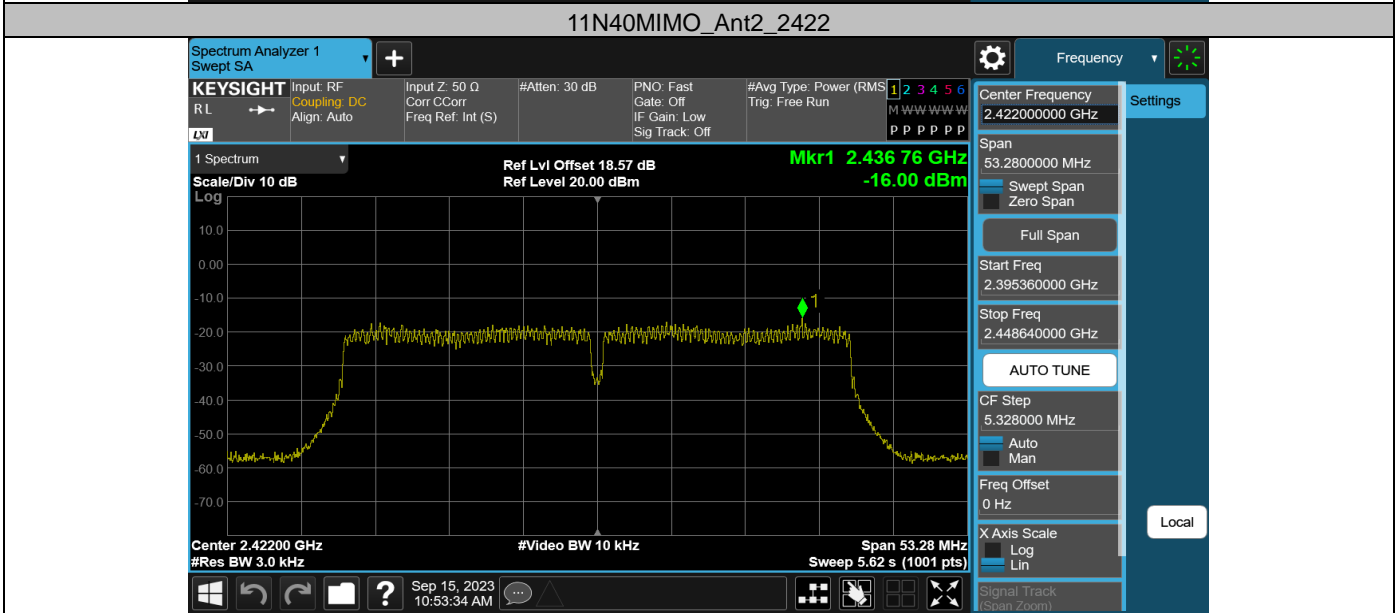 11N40MIMO_Ant2_2422
Spectrum Analyzer 1
Swept SA
Frequency
KEYSIGHT
RL
LXI
Input: RF
Coupling: DC
Align: Auto
Input Z: 50 Ω
Corr CCorr
Freq Ref: Int (S)
#Atten: 30 dB
PNO: Fast
Gate: Off
IF Gain: Low
Sig Track: Off
#Avg Type: Power (RMS
Trig: Free Run
1 2 3 4 5 6
M W W W W W
P P P P P P
1 Spectrum
Scale/Div 10 dB
Log
Ref Lvl Offset 18.57 dB
Ref Level 20.00 dBm
Mkr1 2.436 76 GHz
-16.00 dBm
10.0
0.00
-10.0
-20.0
-30.0
-40.0
-50.0
-60.0
-70.0
1
Center 2.42200 GHz
#Res BW 3.0 kHz
#Video BW 10 kHz
Span 53.28 MHz
Sweep 5.62 s (1001 pts)
Center Frequency
2.422000000 GHz
Settings
Span
53.2800000 MHz
Swept Span
Zero Span
Full Span
Start Freq
2.395360000 GHz
Stop Freq
2.448640000 GHz
AUTO TUNE
CF Step
5.328000 MHz
Auto
Man
Freq Offset
0 Hz
X Axis Scale
Log
Lin
Signal Track
(Span Zoom)
Local
?
Sep 15, 2023
10:53:34 AM